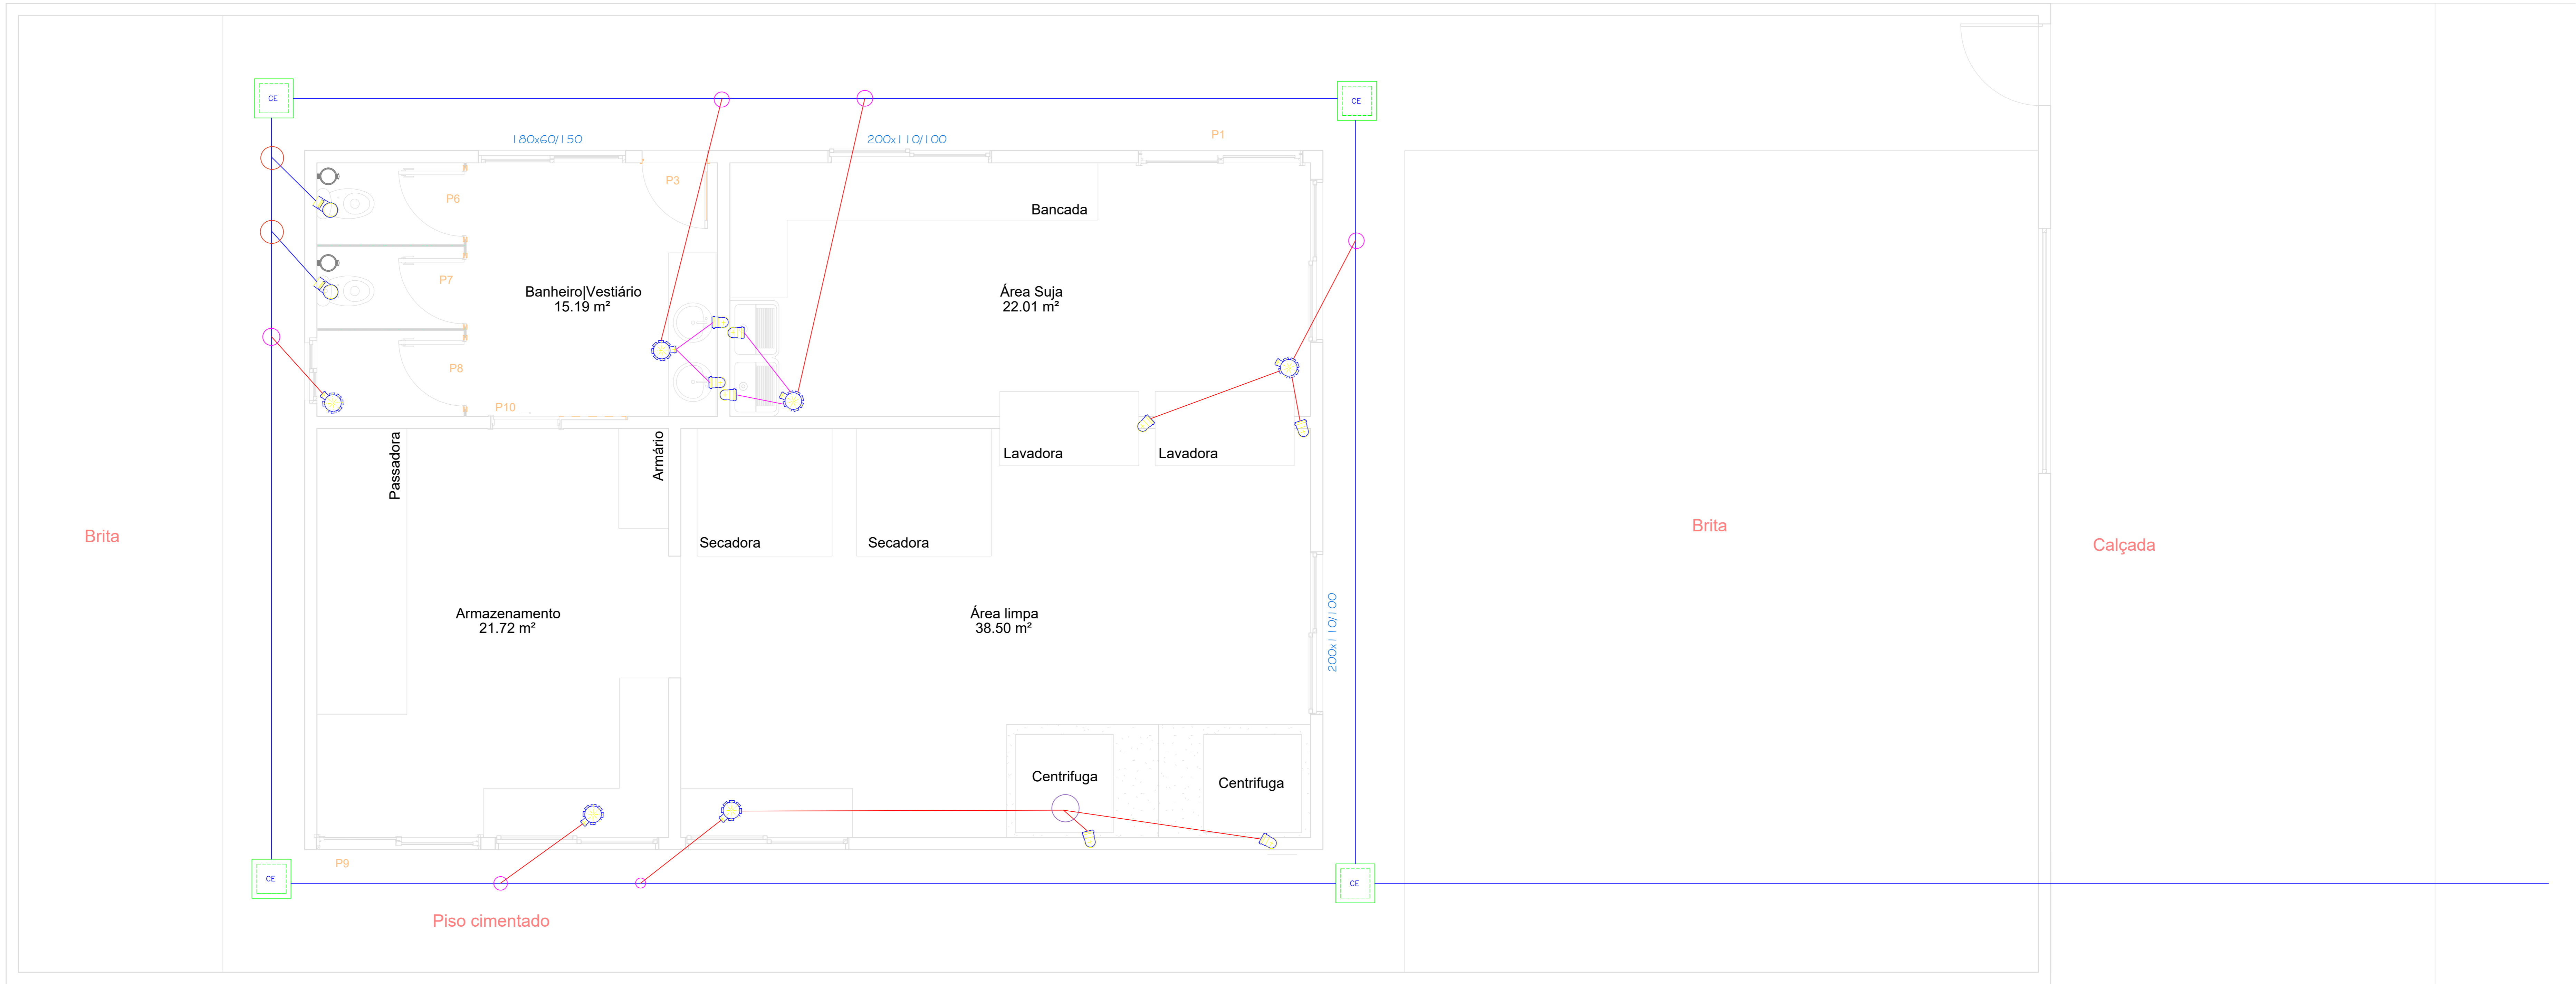 CE
CE
180x60/150
200x110/100
P1
P3
P6
Bancada
P7
Banheiro|Vestiário
15.19 m²
Área Suja
22.01 m²
P8
P10
Passadora
Armário
Lavadora
Lavadora
Secadora
Secadora
Brita
Brita
Calçada
Armazenamento
21.72 m²
Área limpa
38.50 m²
200x110/100
Centrifuga
Centrifuga
P9
CE
CE
Piso cimentado